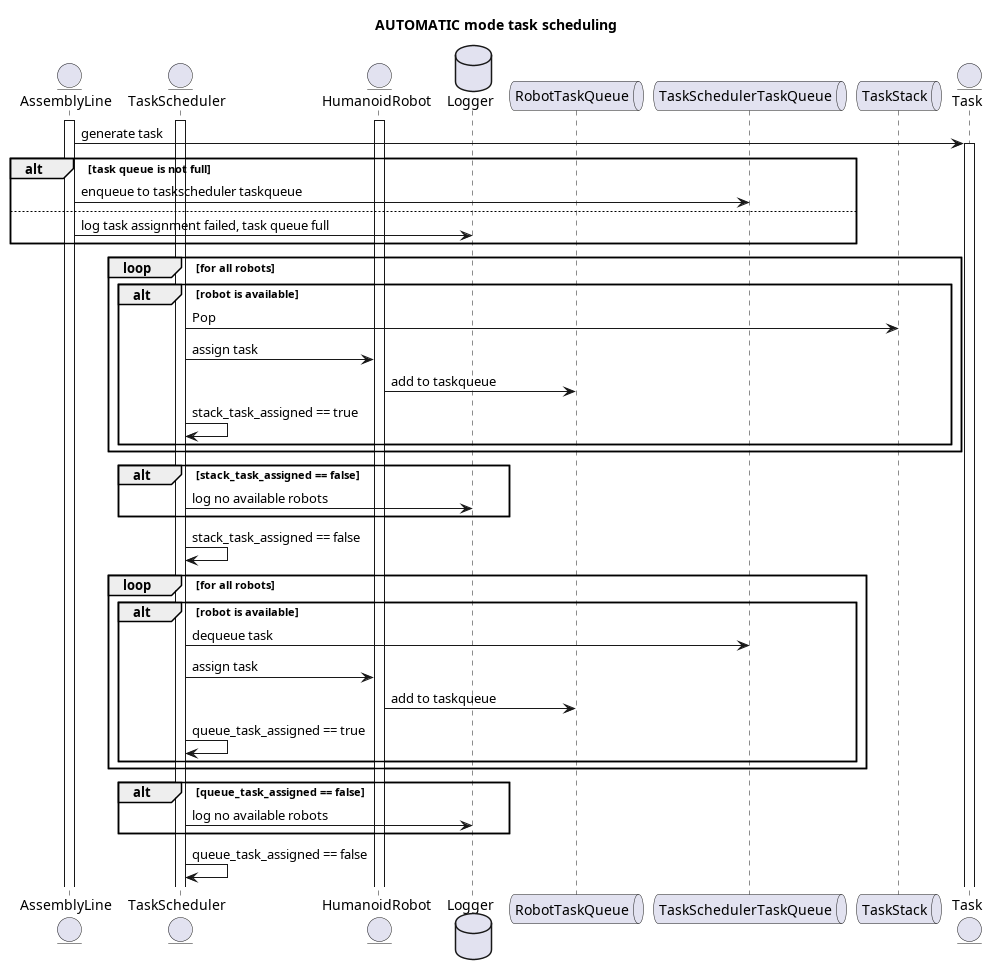 AUTOMATIC mode task scheduling
AssemblyLine TaskScheduler HumanoidRobot Logger RobotTaskQueue TaskSchedulerTaskQueue TaskStack Task
generate task
alt [task queue is not full]
enqueue to taskscheduler taskqueue
log task assignment failed, task queue full
loop [for all robots]
alt [robot is available]
Pop
assign task
add to taskqueue
stack_task_assigned == true
alt [stack_task_assigned == false]
log no available robots
stack_task_assigned == false
loop [for all robots]
alt [robot is available]
dequeue task
assign task
add to taskqueue
queue_task_assigned == true
alt [queue_task_assigned == false]
log no available robots
queue_task_assigned == false
AssemblyLine TaskScheduler HumanoidRobot Logger RobotTaskQueue TaskSchedulerTaskQueue TaskStack Task